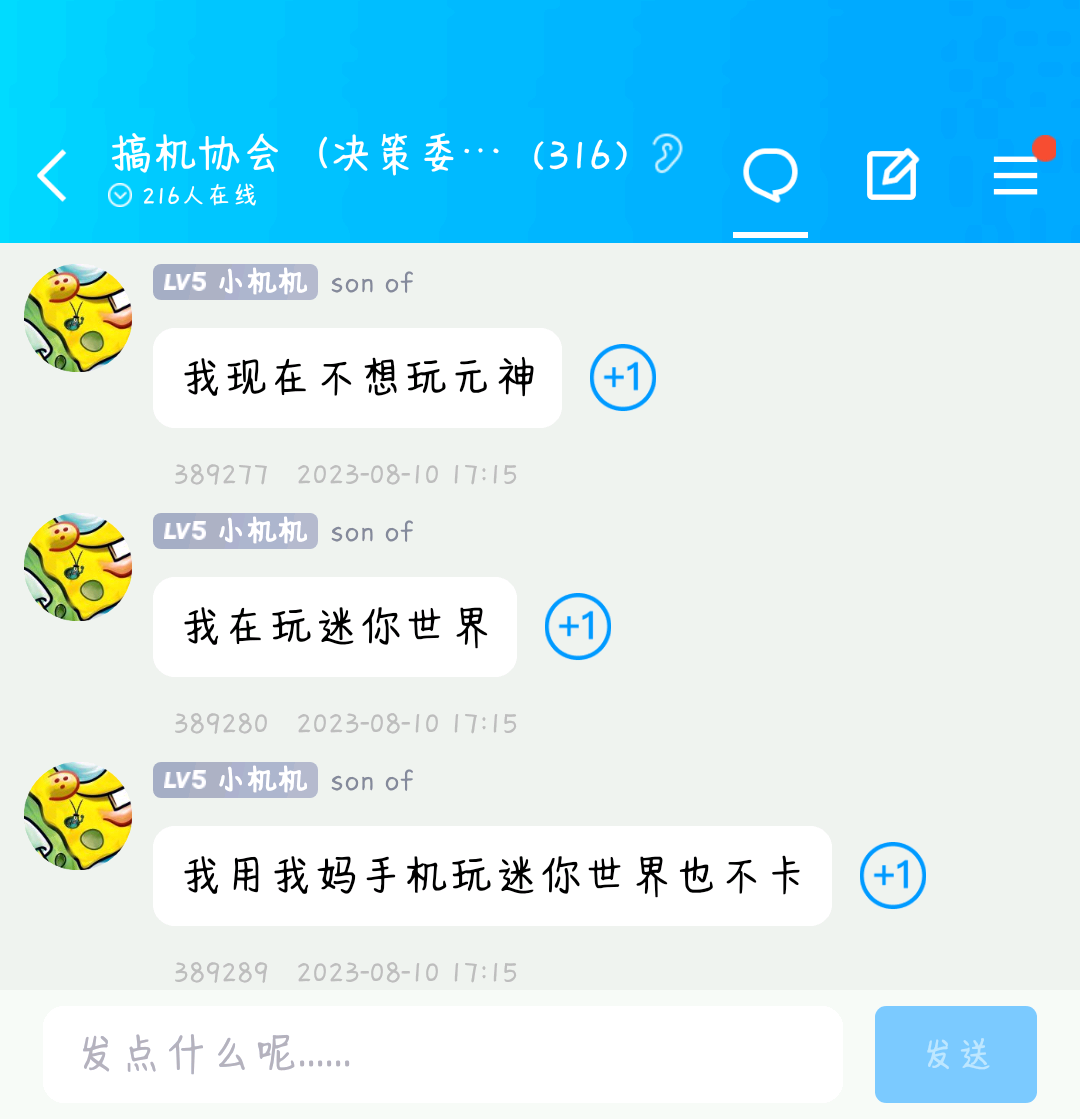 搞机协会 (决策委… (316)
216人在线
LV5 小机机 son of
我现在不想玩元神
+1
389277 2023-08-10 17:15
LV5 小机机 son of
我在玩迷你世界
+1
389280 2023-08-10 17:15
LV5 小机机 son of
我用我妈手机玩迷你世界也不卡
+1
389289 2023-08-10 17:15
发点什么呢......
发送